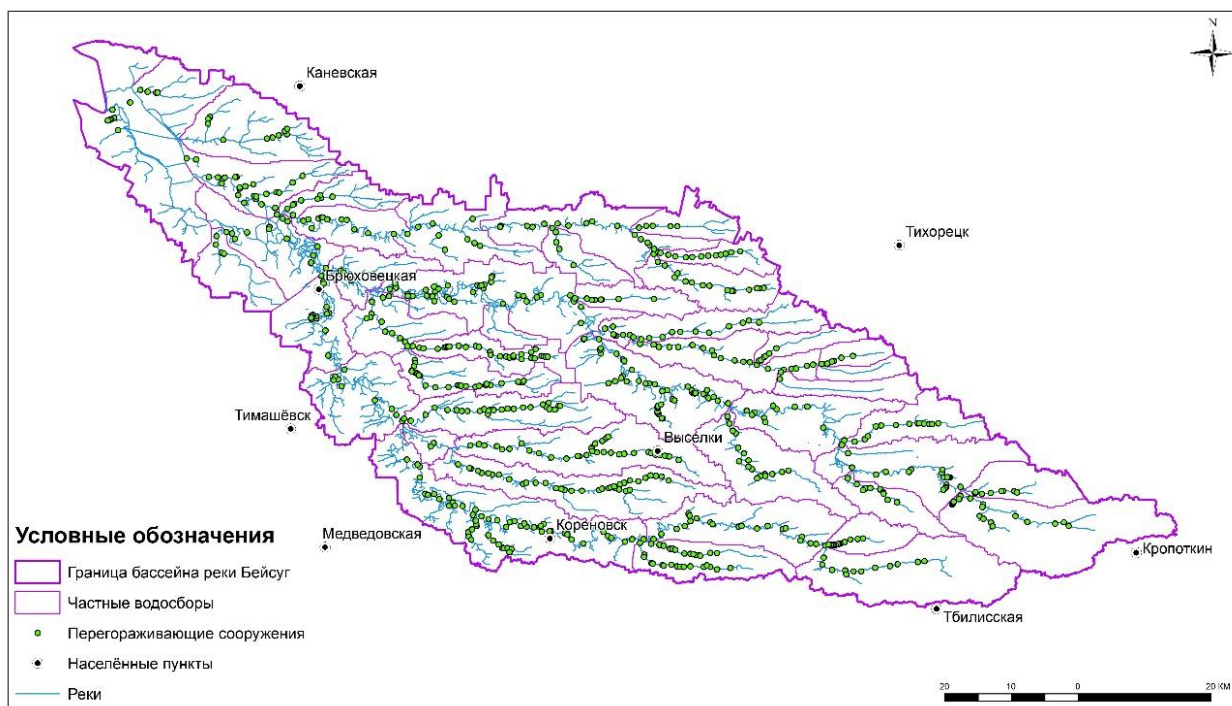 N
Каневская
Тихорецк
Брюховецкая
Тимашёвск
Выселки
Медведовская
Кореновск
Кропоткин
Тбилисская
Условные обозначения
Граница бассейна реки Бейсуг
Частные водосборы
Перегораживающие сооружения
Населённые пункты
Реки
20 10 0 20 КМ